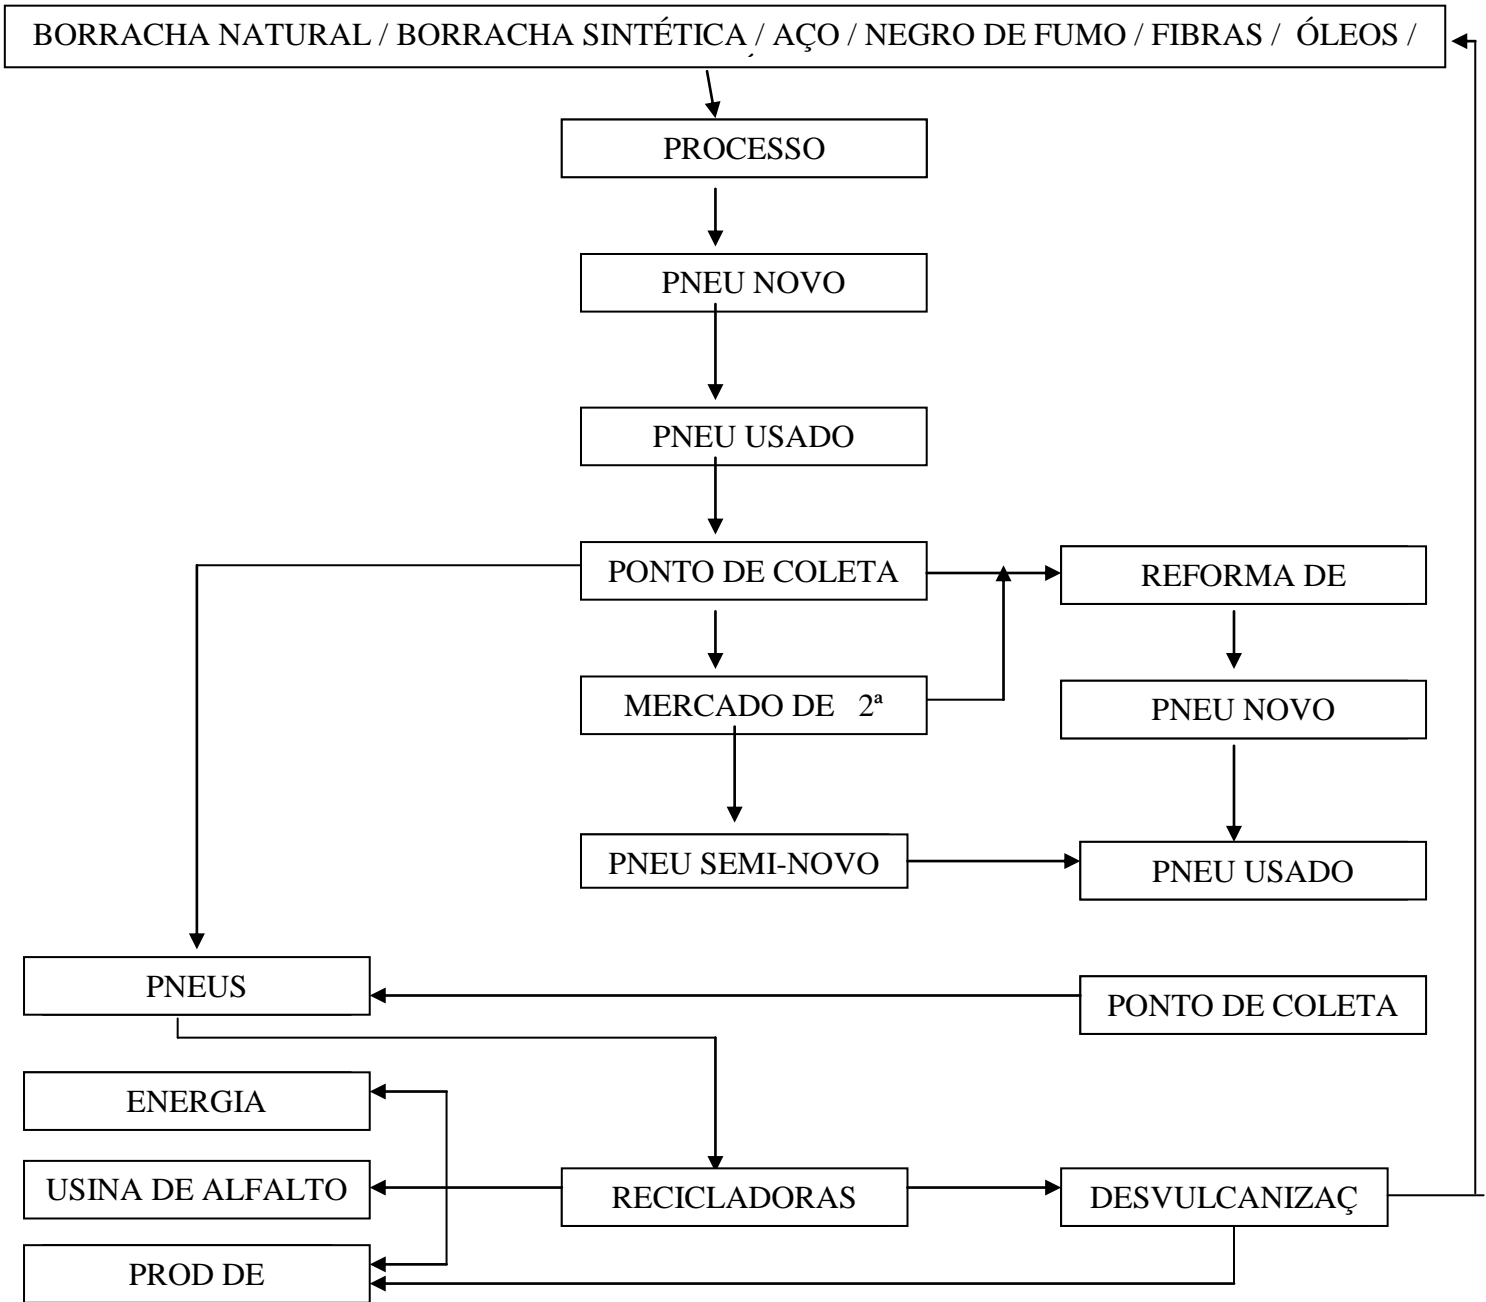 BORRACHA NATURAL / BORRACHA SINTÉTICA / AÇO / NEGRO DE FUMO / FIBRAS / ÓLEOS /
PROCESSO
PNEU NOVO
PNEU USADO
PONTO DE COLETA
REFORMA DE
MERCADO DE 2ª
PNEU NOVO
PNEU SEMI-NOVO
PNEU USADO
PNEUS
PONTO DE COLETA
ENERGIA
USINA DE ALFALTO
RECICLADORAS
DESVULCANIZAÇ
PROD DE